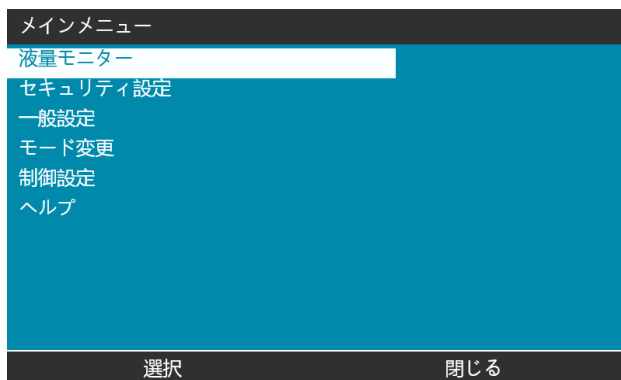 メインメニュー
液量モニター
セキュリティ設定
一般設定
モード変更
制御設定
ヘルプ
選択 閉じる